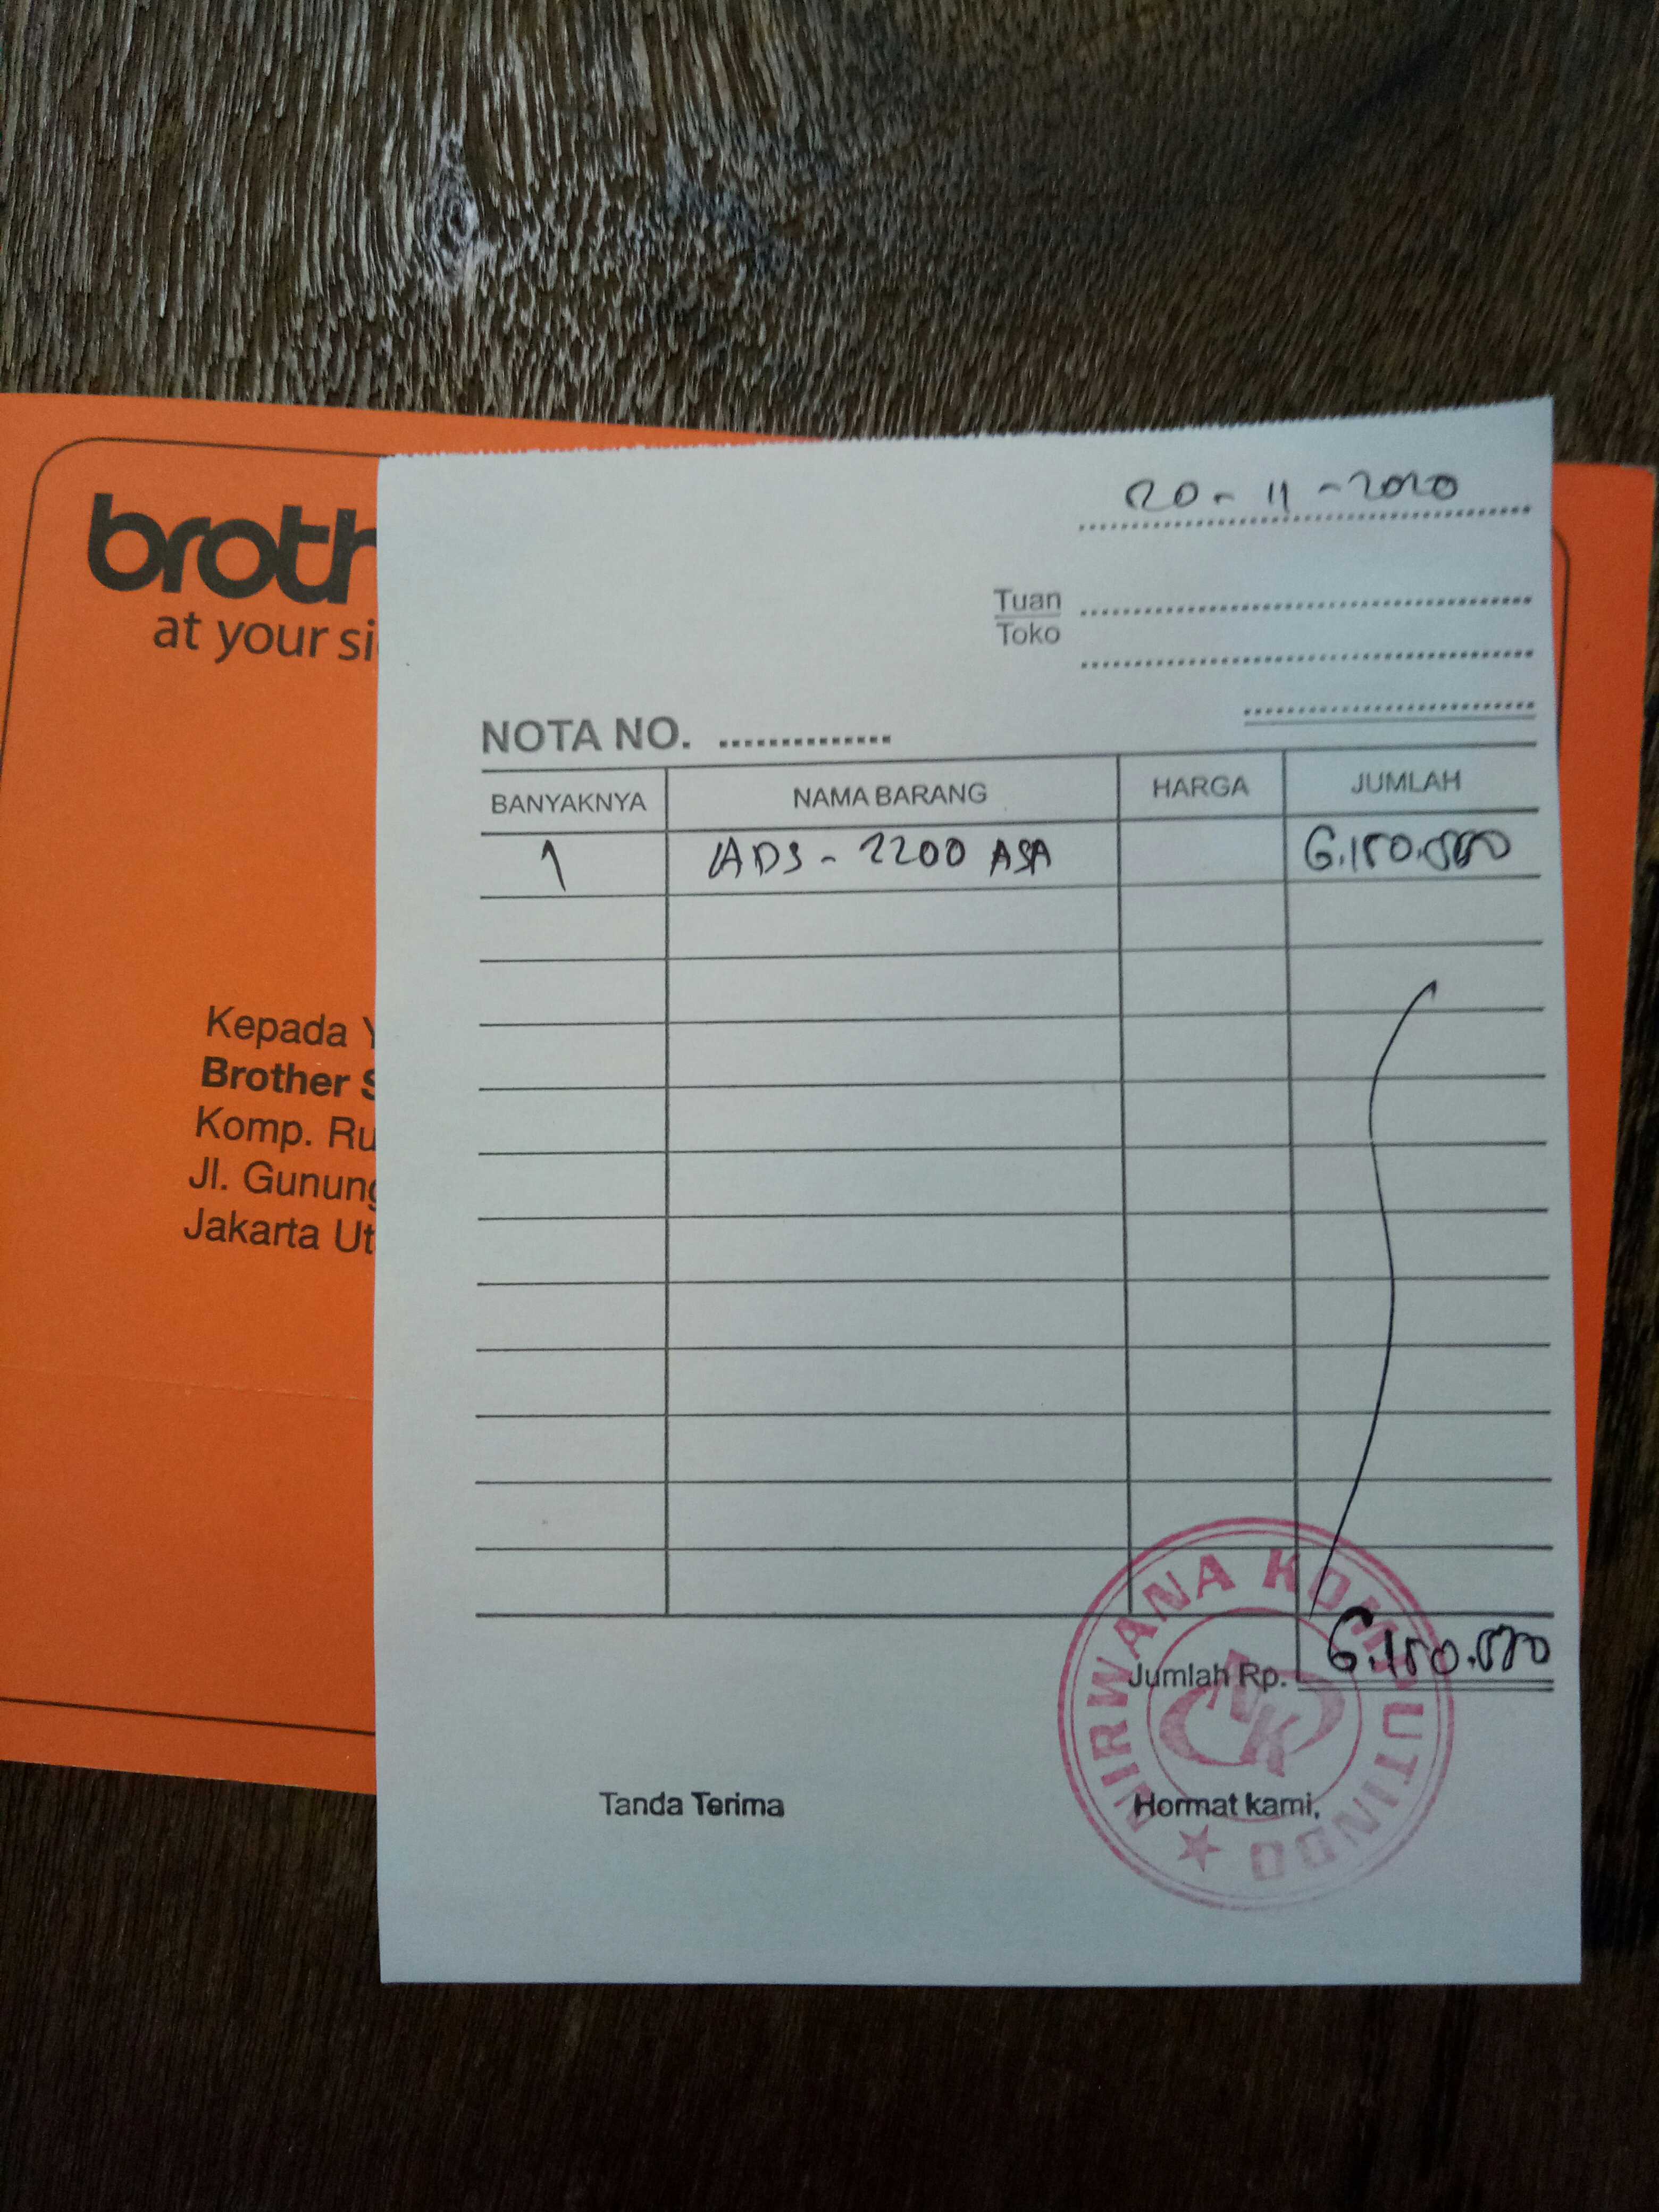 broth
at your si
Kepada Y
Brother S
Komp. Ru
Jl. Gunung
Jakarta Ut
20-11-2020
Tuan
Toko
NOTA NO. ..............
BANYAKNYA NAMA BARANG HARGA JUMLAH
1 ADS-2200 ASA 6.150.000
Jumlah Rp. 6.150.000
Tanda Terima Hormat kami,
NIRWANA KOMPUTINDO
NK